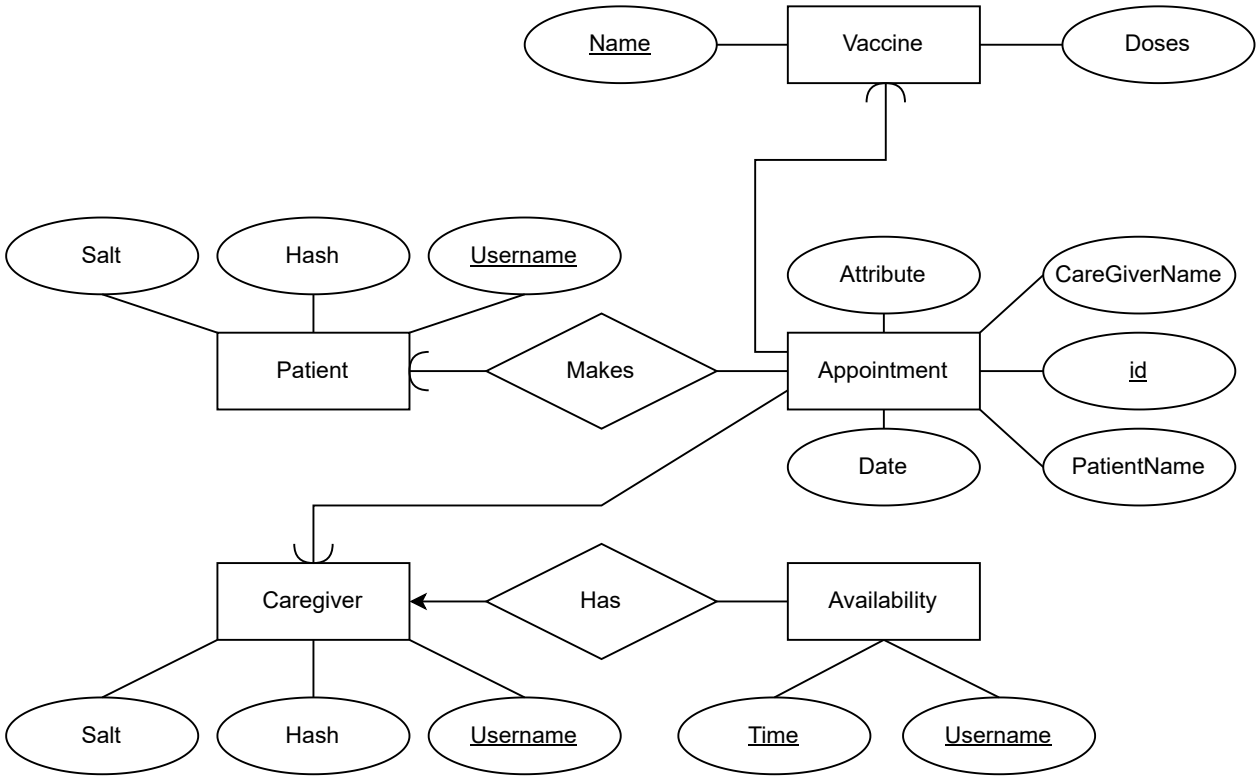 Name
Vaccine
Doses
Salt
Hash
Username
Attribute
CareGiverName
Patient
Makes
Appointment
id
Date
PatientName
Caregiver
Has
Availability
Salt
Hash
Username
Time
Username